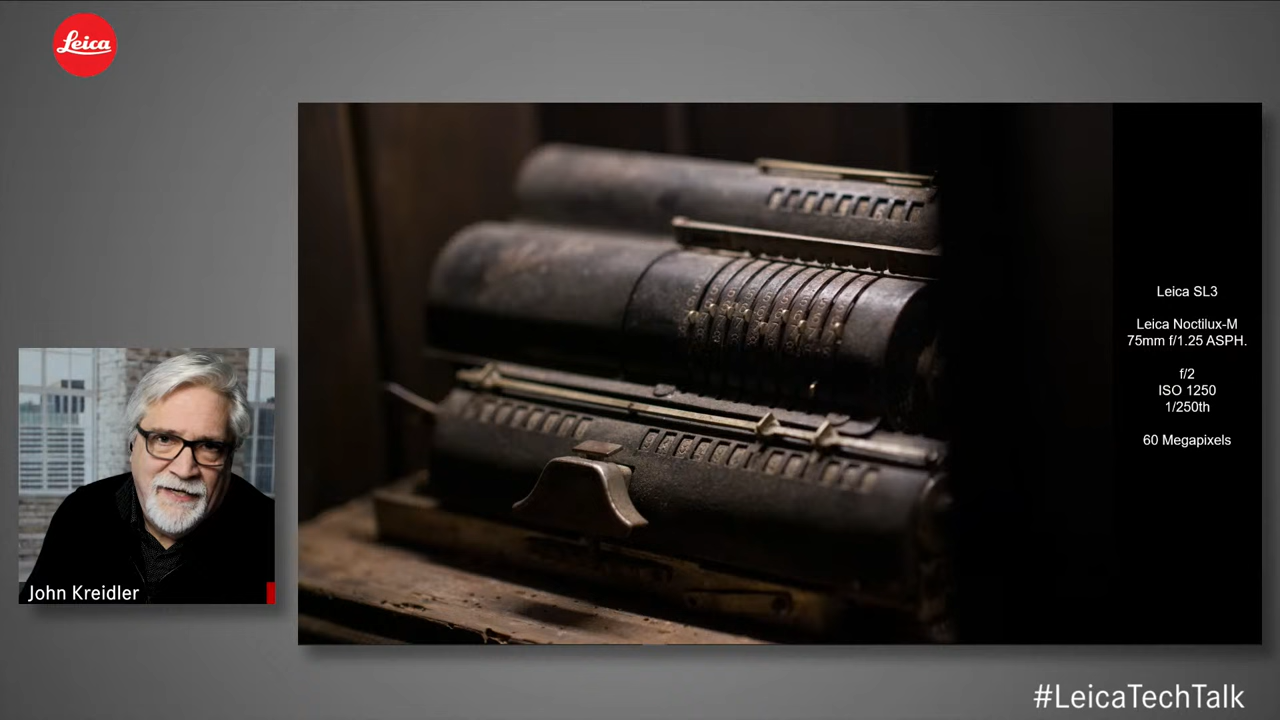 Leica
Leica SL3
Leica Noctilux-M
75mm f/1.25 ASPH.
f/2
ISO 1250
1/250th
60 Megapixels
John Kreidler
#LeicaTechTalk